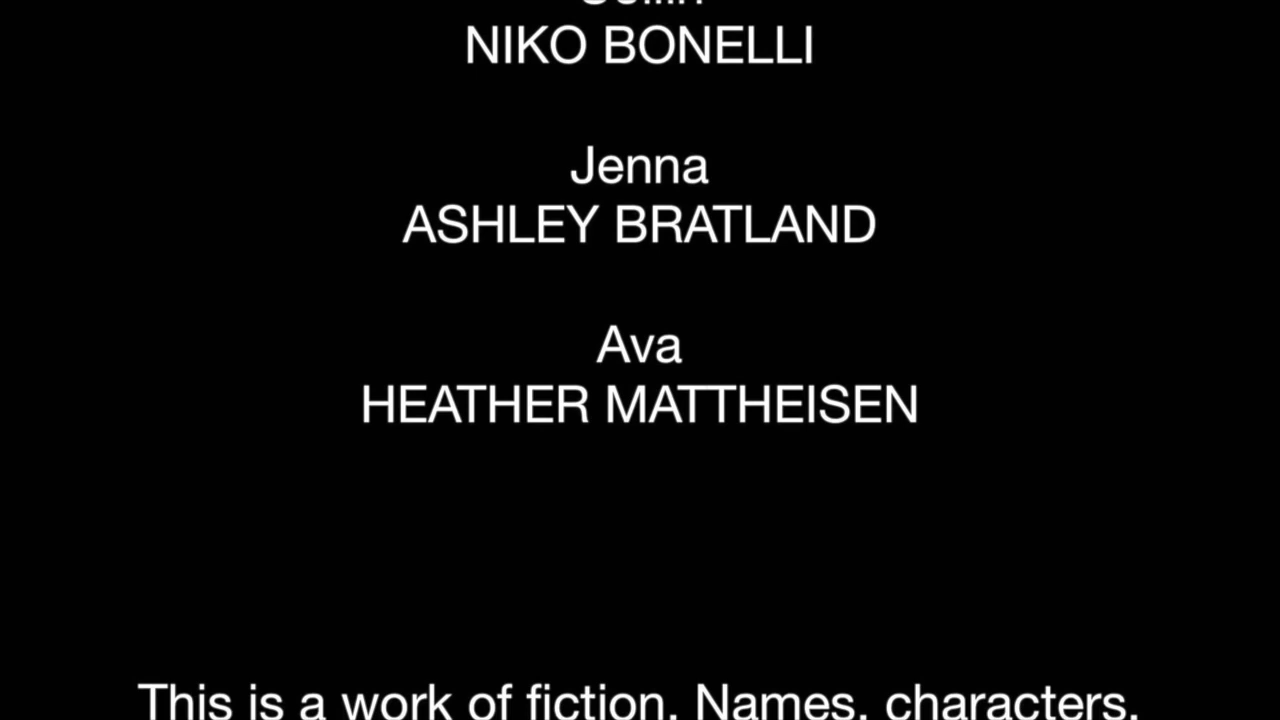 NIKO BONELLI
Jenna
ASHLEY BRATLAND
Ava
HEATHER MATTHEISEN
This is a work of fiction. Names, characters,